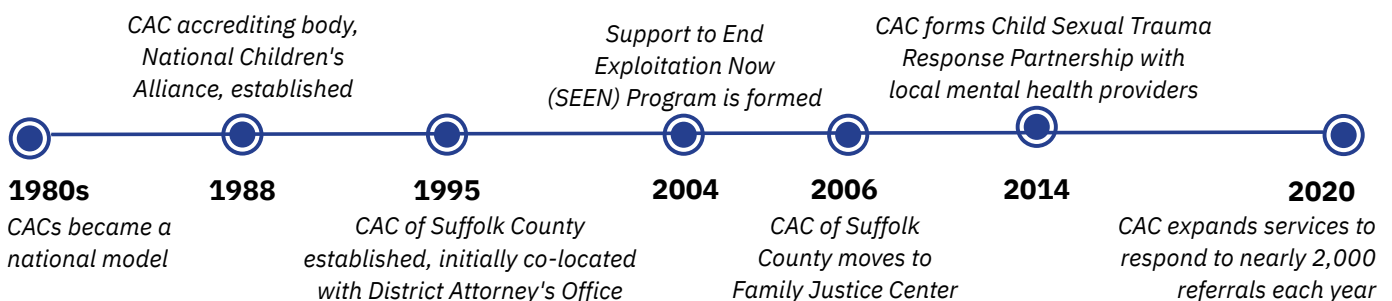 CAC accrediting body,
National Children's
Alliance, established
Support to End
Exploitation Now
(SEEN) Program is formed
CAC forms Child Sexual Trauma
Response Partnership with
local mental health providers
1980s
1988
1995
2004
2006
2014
2020
CACs became a
national model
CAC of Suffolk County
established, initially co-located
with District Attorney's Office
CAC of Suffolk
County moves to
Family Justice Center
CAC expands services to
respond to nearly 2,000
referrals each year